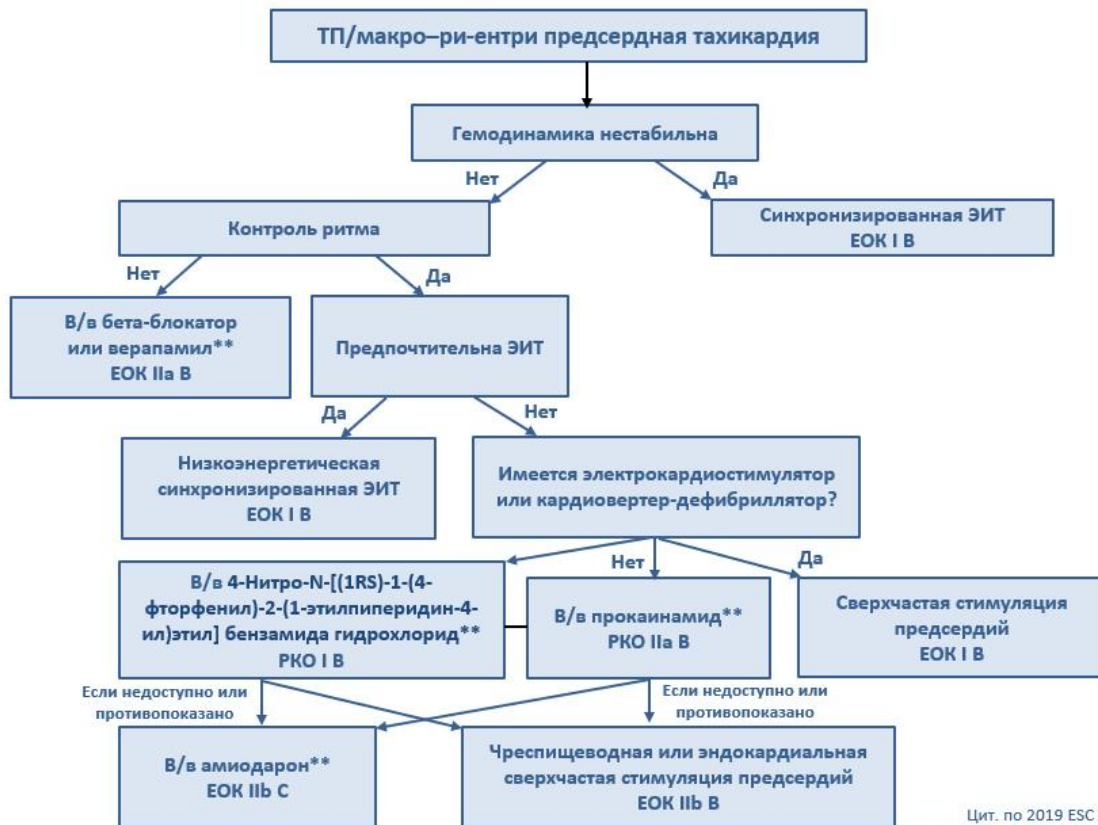 ТП/макро–ри-ентри предсердная тахикардия
Гемодинамика нестабильна
Нет
Да
Контроль ритма
Синхронизированная ЭИТ
ЕОК I B
Нет
Да
В/в бета-блокатор
или верапамил**
ЕОК IIa B
Предпочтительна ЭИТ
Да
Нет
Низкоэнергетическая
синхронизированная ЭИТ
ЕОК I B
Имеется электрокардиостимулятор
или кардиовертер-дефибриллятор?
Нет
Да
В/в 4-Нитро-N-[(1RS)-1-(4-
фторфенил)-2-(1-этилпиперидин-4-
ил)этил] бензамида гидрохлорид**
РКО I B
В/в прокаинамид**
РКО IIa B
Сверхчастая стимуляция
предсердий
ЕОК I B
Если недоступно или
противопоказано
Если недоступно или
противопоказано
В/в амиодарон**
ЕОК IIb C
Чреспищеводная или эндокардиальная
сверхчастая стимуляция предсердий
ЕОК IIb B
Цит. по 2019 ESC